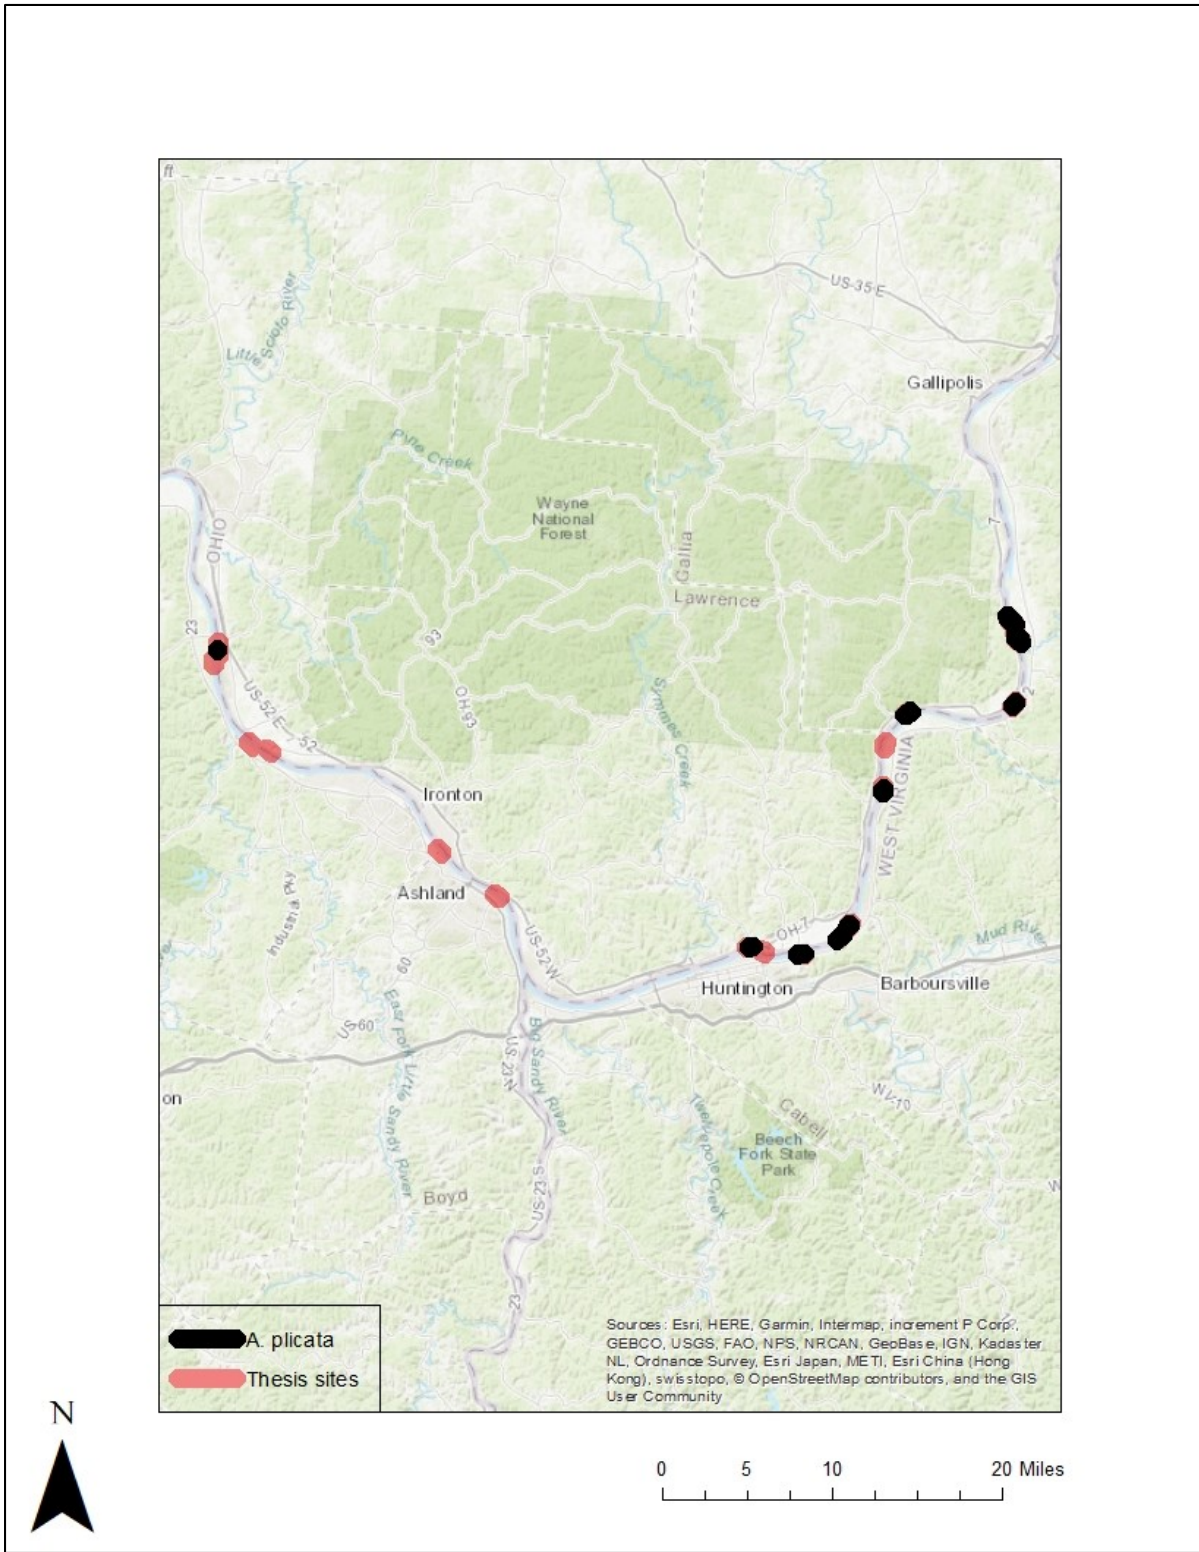 ft
US-35 E
Little Scioto River
Gallipolis
Pine Creek
Wayne
National
Forest
OHIO
7
Gallia
Lawrence
23
93
OH-93
US-52 E
52
Symmes Creek
2
WEST VIRGINIA
Ironton
Ashland
Industrial Pky
US-52 W
OH-7
Mud River
Huntington
Barboursville
60
US-60
East Fork Little Sandy River
US 23-N
Big Sandy River
on
WV-10
Twelvepole Creek
Cabell
Beech
Fork State
Park
Boyd
US-23 S
W
23
A. plicata
Thesis sites
Sources: Esri, HERE, Garmin, Intermap, increment P Corp.,
GEBCO, USGS, FAO, NPS, NRCAN, GeoBase, IGN, Kadaster
NL, Ordnance Survey, Esri Japan, METI, Esri China (Hong
Kong), swisstopo, © OpenStreetMap contributors, and the GIS
User Community
N
0 5 10 20 Miles